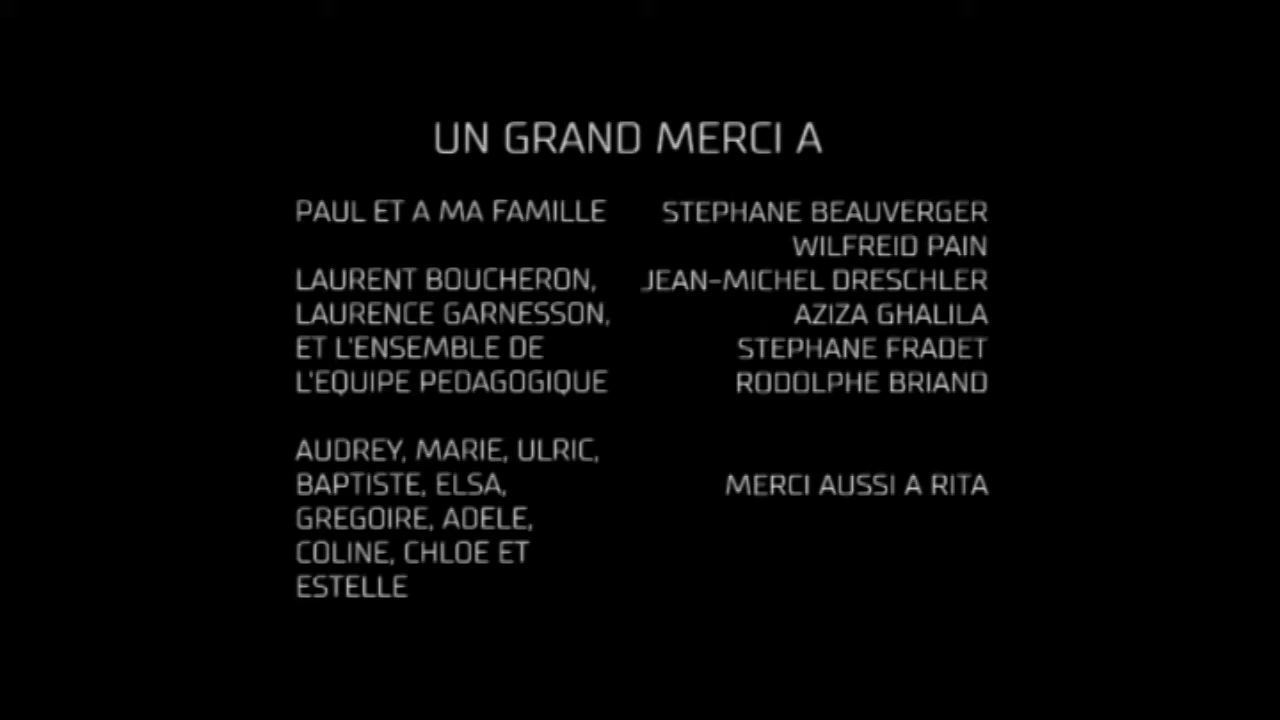 UN GRAND MERCI A
PAUL ET A MA FAMILLE
LAURENT BOUCHERON,
LAURENCE GARNESSON,
ET L'ENSEMBLE DE
L'EQUIPE PEDAGOGIQUE
AUDREY, MARIE, ULRIC,
BAPTISTE, ELSA,
GREGOIRE, ADELE,
COLINE, CHLOE ET
ESTELLE
STEPHANE BEAUVERGER
WILFREID PAIN
JEAN-MICHEL DRESCHLER
AZIZA GHALILA
STEPHANE FRADET
RODOLPHE BRIAND
MERCI AUSSI A RITA